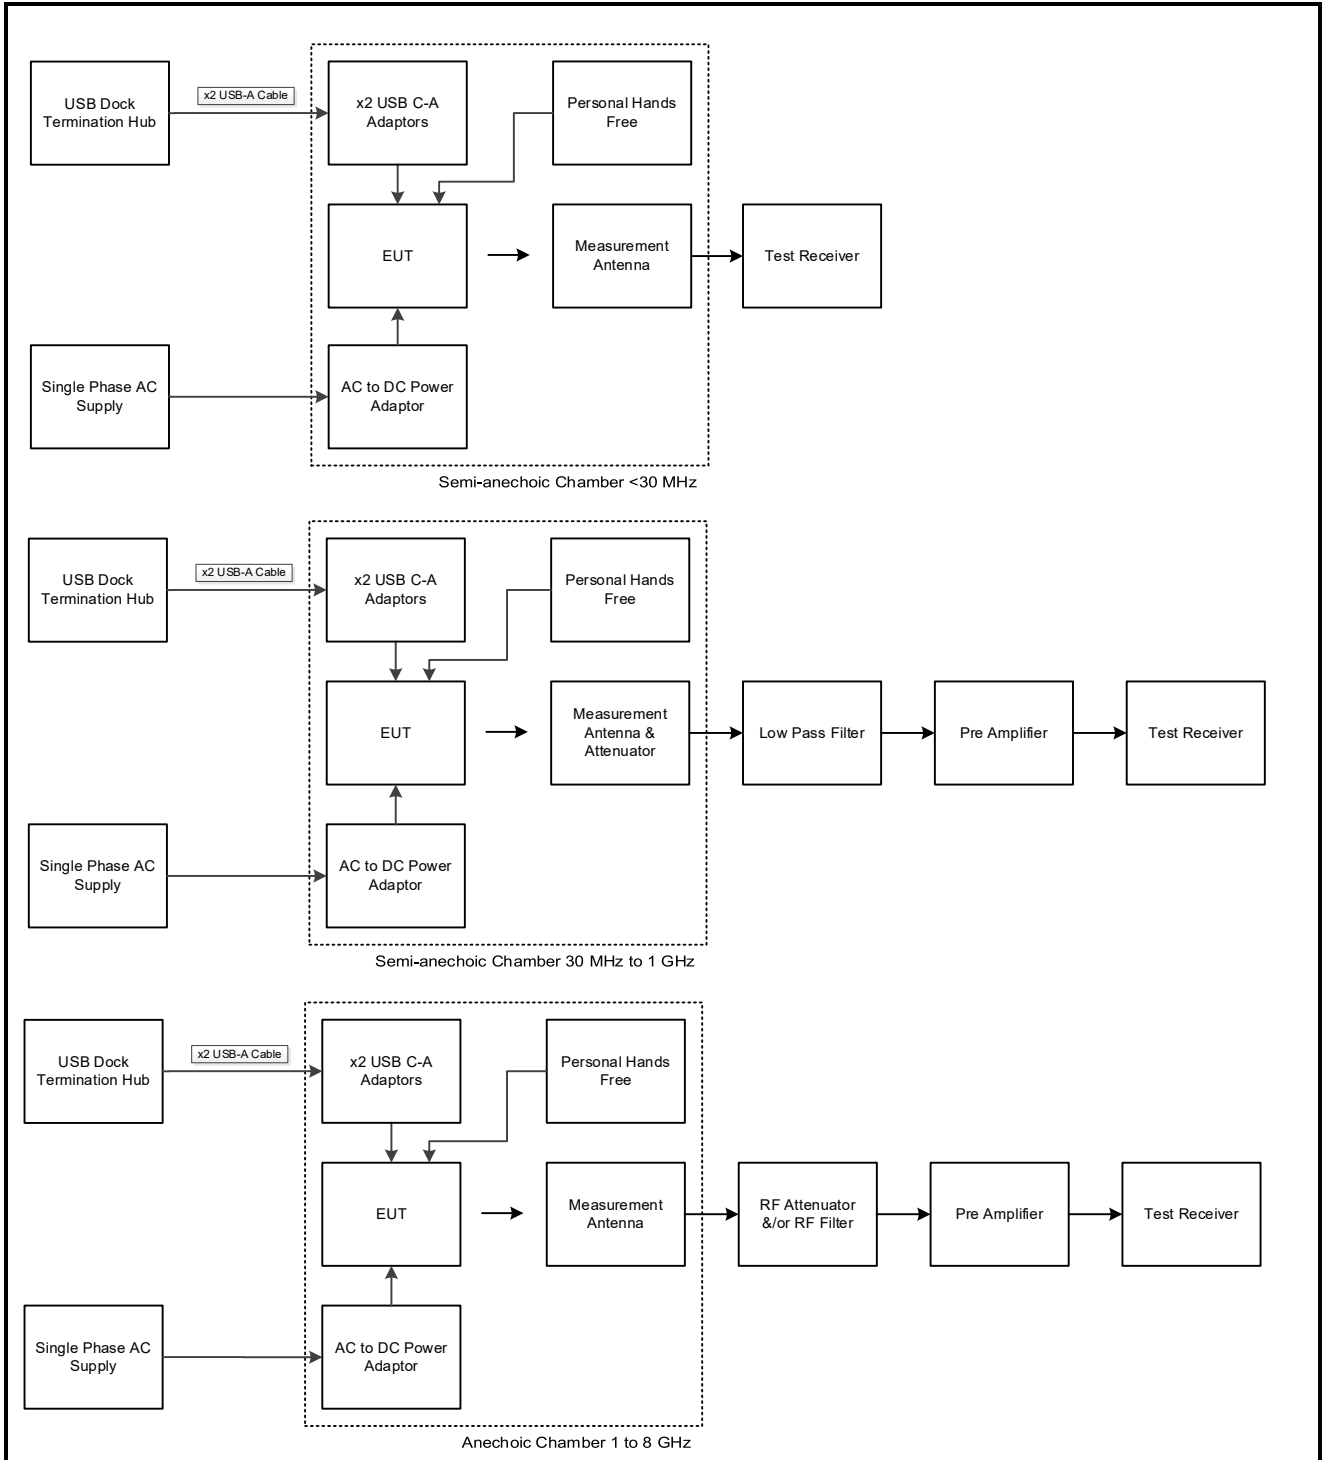 USB Dock
Termination Hub
x2 USB-A Cable
x2 USB C-A
Adaptors
Personal Hands
Free
EUT
Measurement
Antenna
Test Receiver
Single Phase AC
Supply
AC to DC Power
Adaptor
Semi-anechoic Chamber <30 MHz
USB Dock
Termination Hub
x2 USB-A Cable
x2 USB C-A
Adaptors
Personal Hands
Free
EUT
Measurement
Antenna &
Attenuator
Low Pass Filter
Pre Amplifier
Test Receiver
Single Phase AC
Supply
AC to DC Power
Adaptor
Semi-anechoic Chamber 30 MHz to 1 GHz
USB Dock
Termination Hub
x2 USB-A Cable
x2 USB C-A
Adaptors
Personal Hands
Free
EUT
Measurement
Antenna
RF Attenuator
&/or RF Filter
Pre Amplifier
Test Receiver
Single Phase AC
Supply
AC to DC Power
Adaptor
Anechoic Chamber 1 to 8 GHz